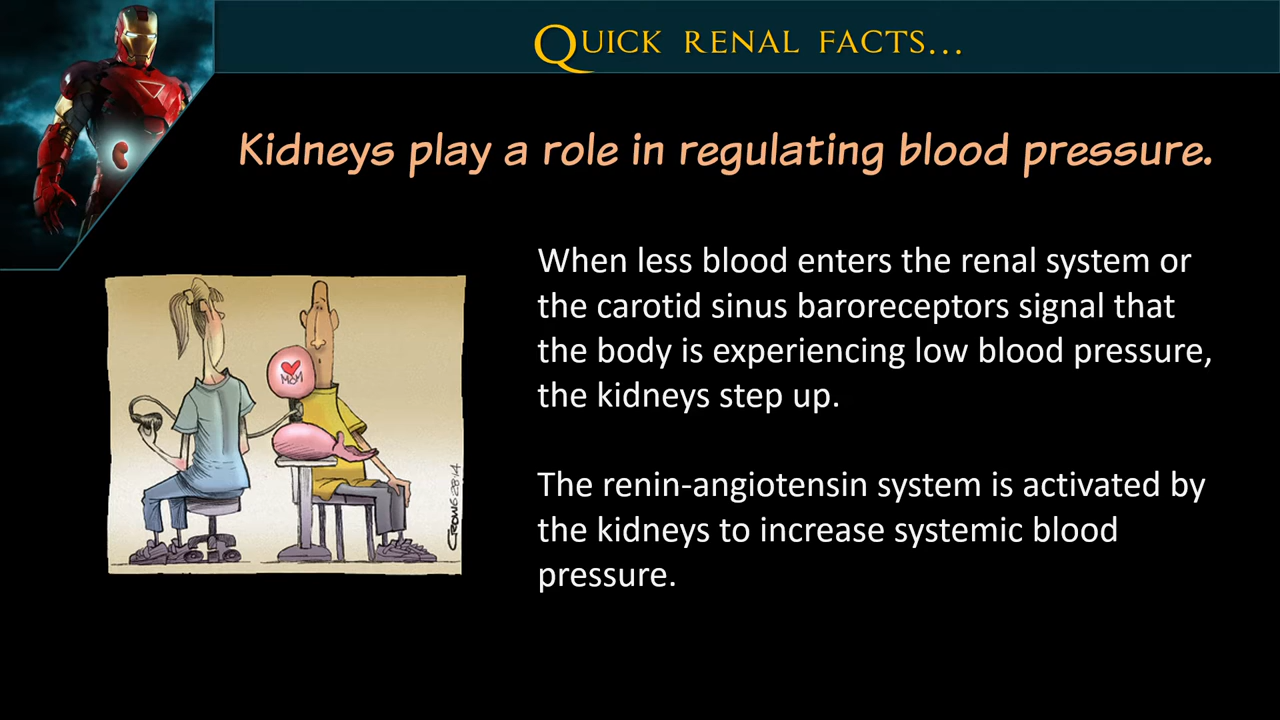 QUICK RENAL FACTS...
Kidneys play a role in regulating blood pressure.
When less blood enters the renal system or
the carotid sinus baroreceptors signal that
the body is experiencing low blood pressure,
the kidneys step up.
The renin-angiotensin system is activated by
the kidneys to increase systemic blood
pressure.
MOM